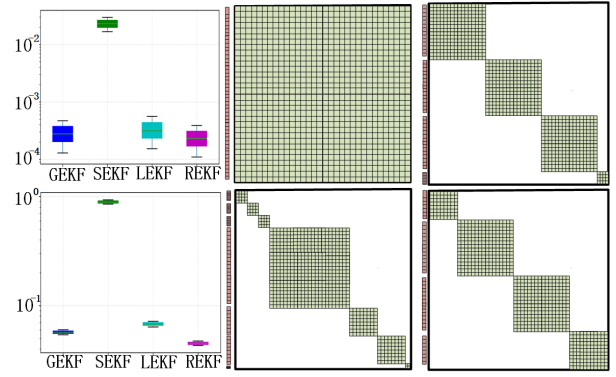 10^-2
10^-3
10^-4
GEKF SEKF LEKF REKF
10^0
10^-1
GEKF SEKF LEKF REKF